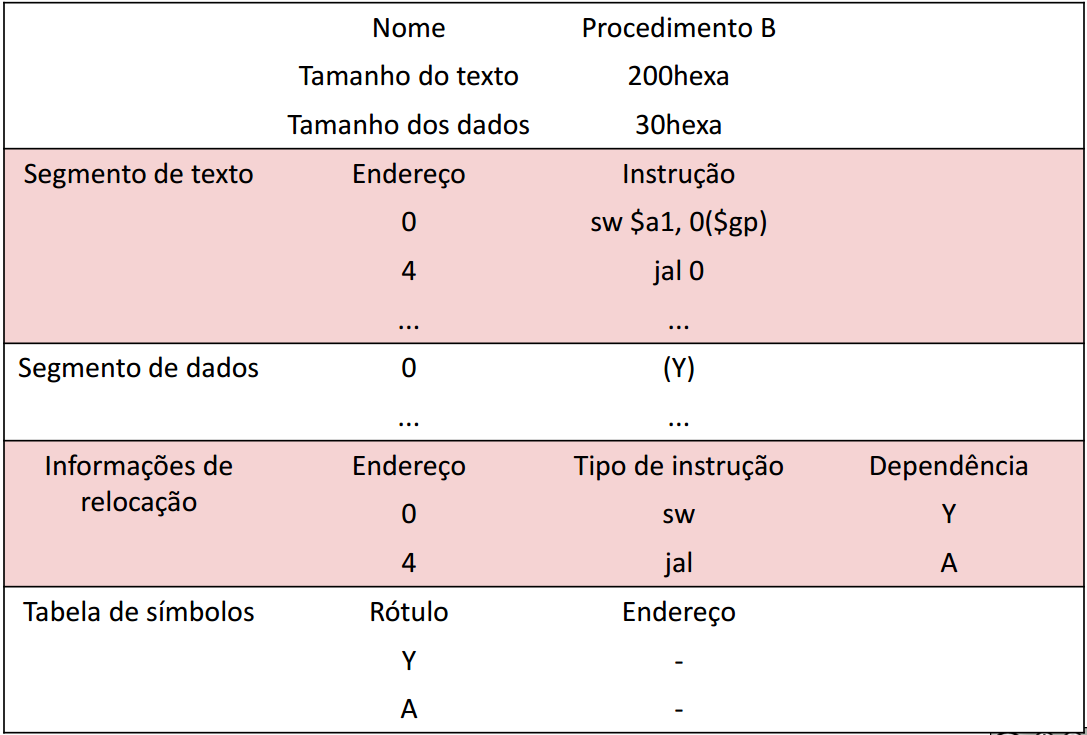 Nome Procedimento B
Tamanho do texto 200hexa
Tamanho dos dados 30hexa
Segmento de texto Endereço Instrução
0 sw $a1, 0($gp)
4 jal 0
... ...
Segmento de dados 0 (Y)
... ...
Informações de relocação Endereço Tipo de instrução Dependência
0 sw Y
4 jal A
Tabela de símbolos Rótulo Endereço
Y -
A -